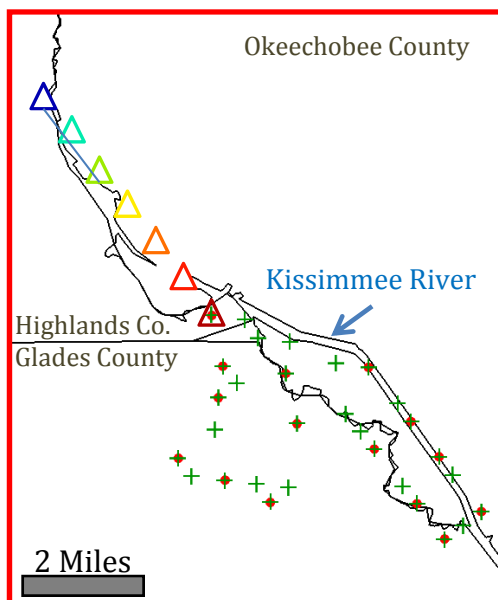 Okeechobee County
Kissimmee River
Highlands Co.
Glades County
2 Miles